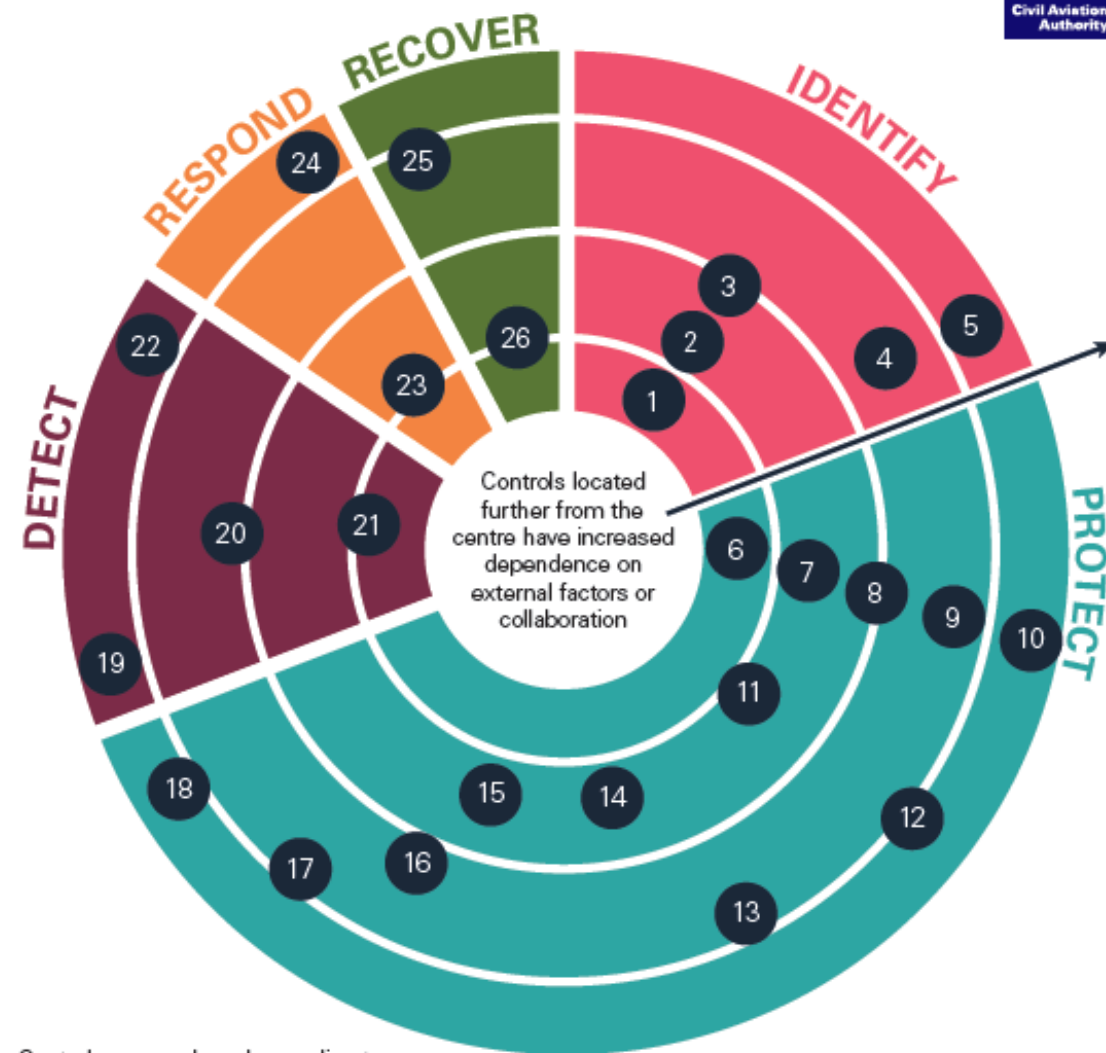 Civil Aviation
Authority
RECOVER
IDENTIFY
RESPOND
24
25
3
5
22
26
2
4
23
1
DETECT
Controls located
further from the
centre have increased
dependence on
external factors or
collaboration
PROTECT
21
20
6
7
8
9
10
19
11
18
15
14
12
17
16
13